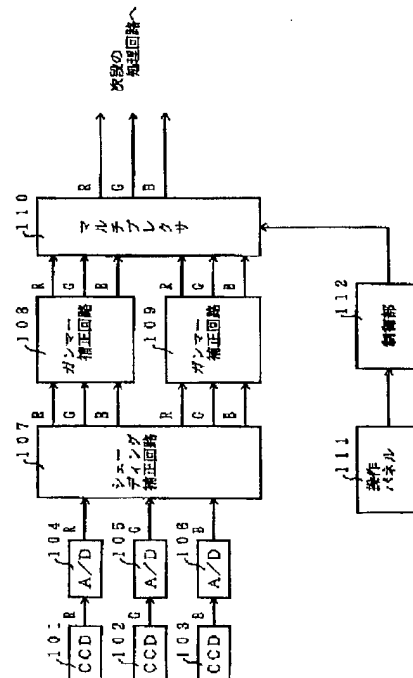 101
CCD
R
104
A/D
R
102
CCD
G
105
A/D
G
103
CCD
B
106
A/D
B
107
シェー
ディング
補正回路
B
G
B
R
G
B
108
ガンマー
補正回路
R
G
B
109
ガンマー
補正回路
R
G
B
110
マルチプレクサ
R
G
B
次段の
処理回路へ
111
操作
パネル
112
制御部